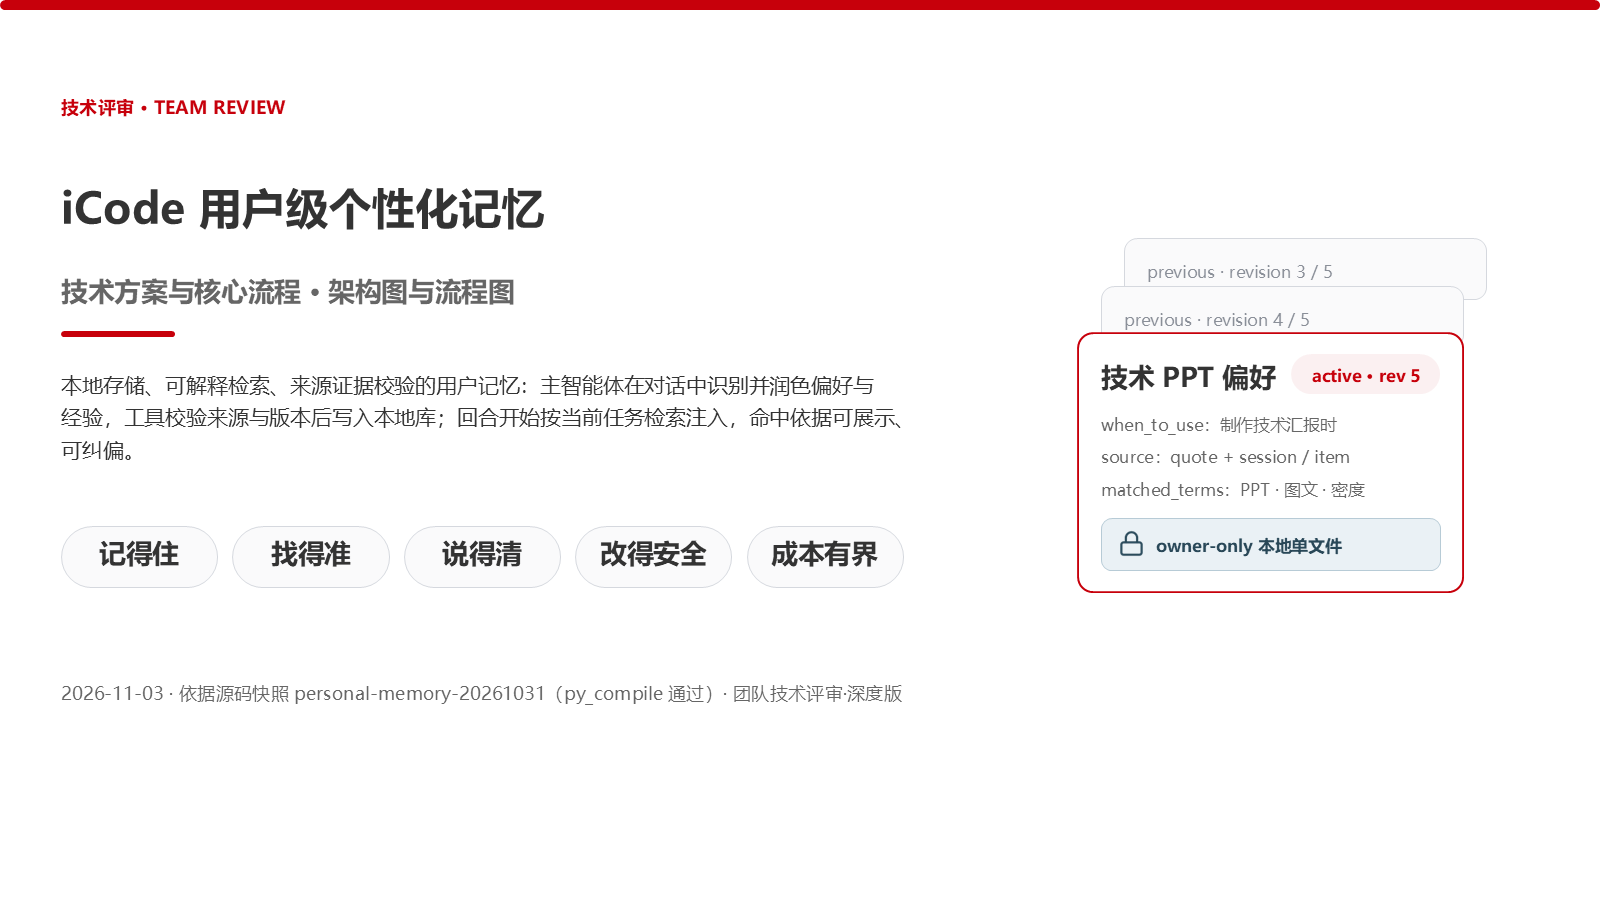 技术评审 • TEAM REVIEW
iCode 用户级个性化记忆
技术方案与核心流程 • 架构图与流程图
本地存储、可解释检索、来源证据校验的用户记忆：主智能体在对话中识别并润色偏好与
经验，工具校验来源与版本后写入本地库；回合开始按当前任务检索注入，命中依据可展示、
可纠偏。
记得住
找得准
说得清
改得安全
成本有界
2026-11-03 · 依据源码快照 personal-memory-20261031（py_compile 通过）· 团队技术评审·深度版
previous · revision 3 / 5
previous · revision 4 / 5
技术 PPT 偏好
active • rev 5
when_to_use：制作技术汇报时
source：quote + session / item
matched_terms：PPT · 图文 · 密度
owner-only 本地单文件